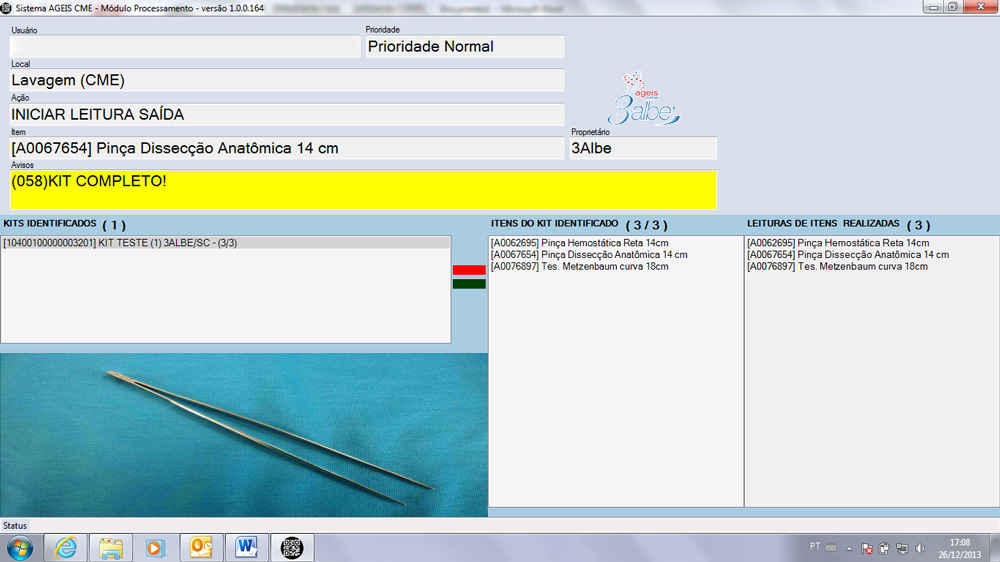 Sistema AGEIS CME - Módulo Processamento - versão 1.0.0.164
Usuário
Prioridade
Prioridade Normal
Local
Lavagem (CME)
Ação
INICIAR LEITURA SAÍDA
ageis
3albe
Item
Proprietário
[A0067654] Pinça Dissecção Anatômica 14 cm
3Albe
Avisos
(058)KIT COMPLETO!
KITS IDENTIFICADOS ( 1 )
ITENS DO KIT IDENTIFICADO ( 3 / 3 )
LEITURAS DE ITENS REALIZADAS ( 3 )
[10400100000003201] KIT TESTE (1) 3ALBE/SC - (3/3)
[A0062695] Pinça Hemostática Reta 14cm
[A0067654] Pinça Dissecção Anatômica 14 cm
[A0076897] Tes. Metzenbaum curva 18cm
[A0062695] Pinça Hemostática Reta 14cm
[A0067654] Pinça Dissecção Anatômica 14 cm
[A0076897] Tes. Metzenbaum curva 18cm
Status
PT
17:08
26/12/2013